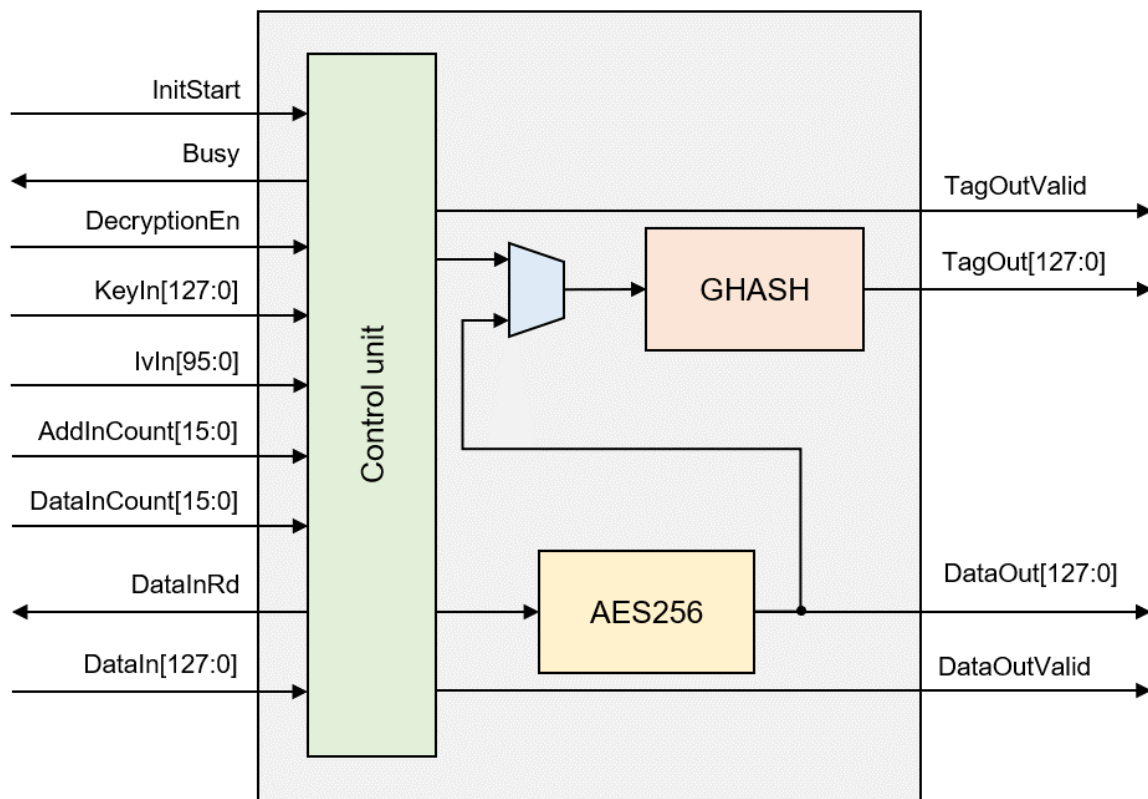 InitStart
Busy
DecryptionEn
KeyIn[127:0]
IvIn[95:0]
AddInCount[15:0]
DataInCount[15:0]
DataInRd
DataIn[127:0]
Control unit
GHASH
AES256
TagOutValid
TagOut[127:0]
DataOut[127:0]
DataOutValid